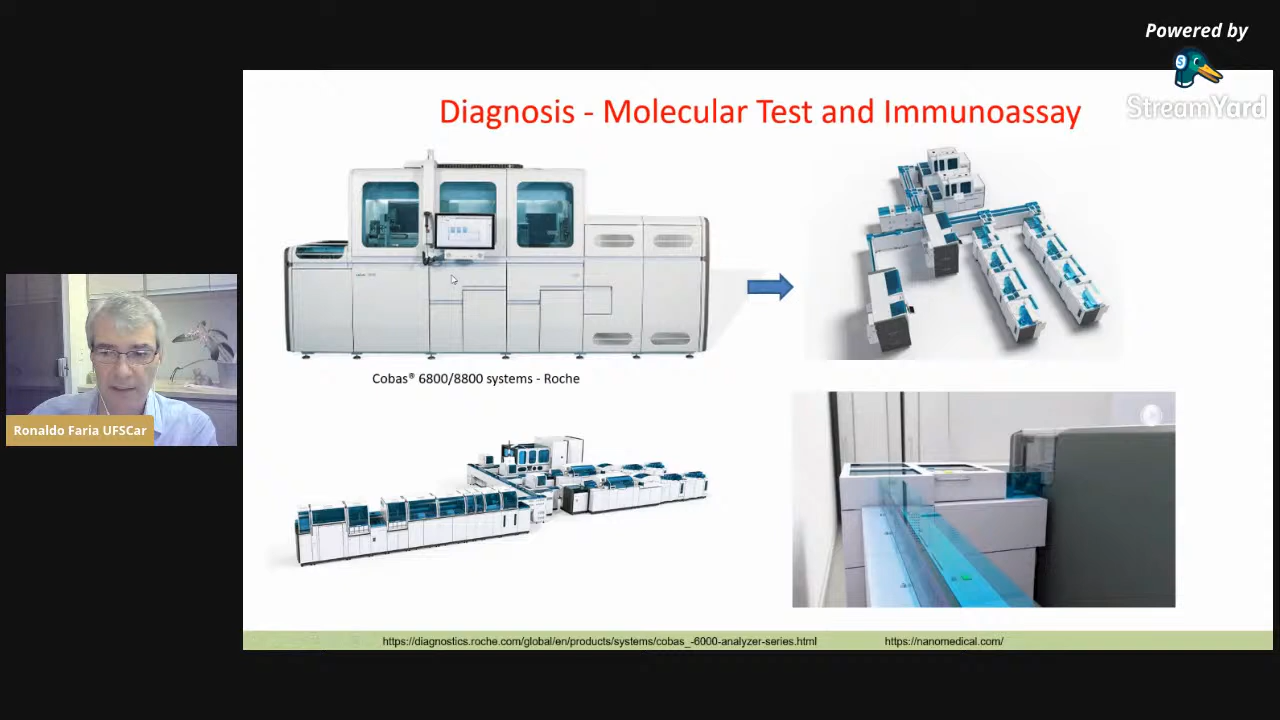 Powered by
StreamYard
Diagnosis - Molecular Test and Immunoassay
Cobas® 6800/8800 systems - Roche
Ronaldo Faria UFSCar
https://diagnostics.roche.com/global/en/products/systems/cobas_-6000-analyzer-series.html
https://nanomedical.com/